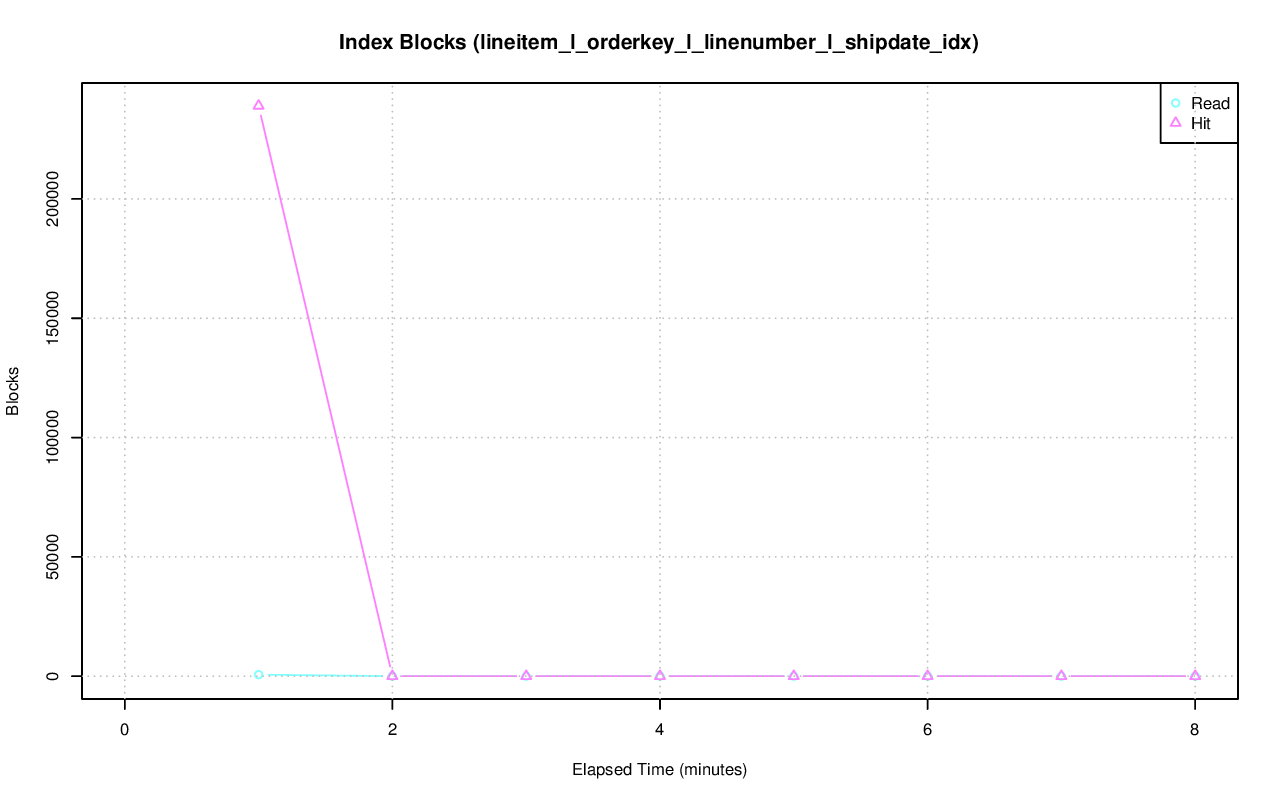 Index Blocks (lineitem_l_orderkey_l_linenumber_l_shipdate_idx)
Read
Hit
200000
150000
100000
50000
0
Blocks
0 2 4 6 8
Elapsed Time (minutes)